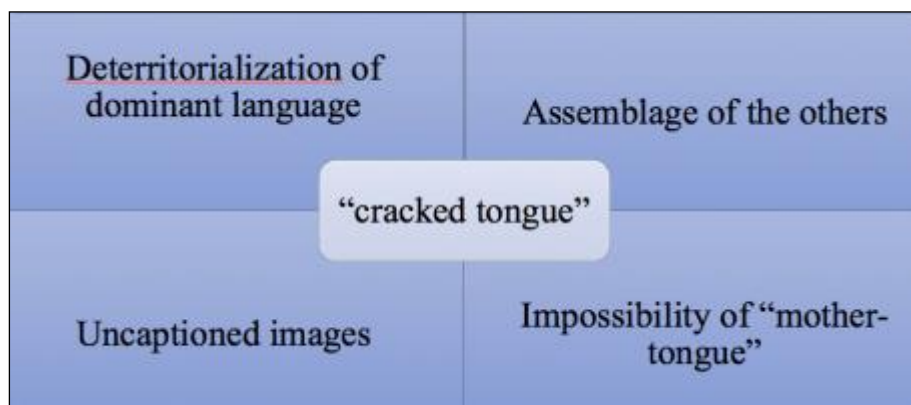 Deterritorialization of
dominant language
Assemblage of the others
“cracked tongue”
Uncaptioned images
Impossibility of “mother-
tongue”